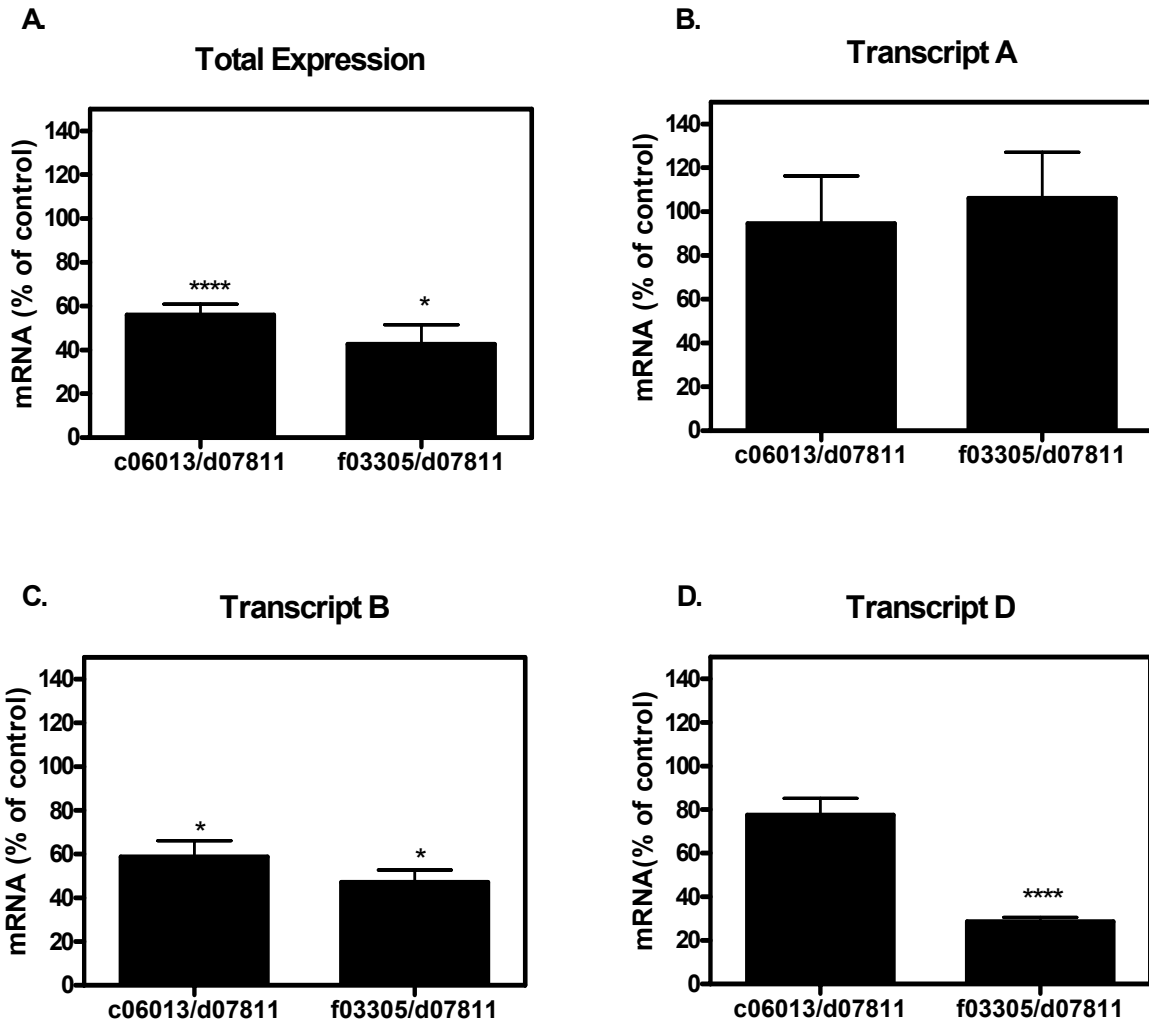 A.
Total Expression
mRNA (% of control)
140
120
100
80
60
40
20
0
****
*
c06013/d07811
f03305/d07811
B.
Transcript A
mRNA (% of control)
140
120
100
80
60
40
20
0
c06013/d07811
f03305/d07811
C.
Transcript B
mRNA (% of control)
140
120
100
80
60
40
20
0
*
*
c06013/d07811
f03305/d07811
D.
Transcript D
mRNA(% of control)
140
120
100
80
60
40
20
0
****
c06013/d07811
f03305/d07811